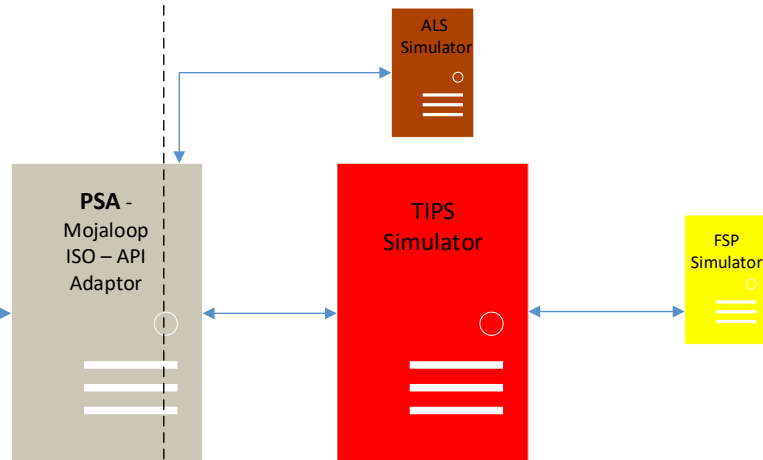 ALS
Simulator
PSA -
Mojaloop
ISO – API
Adaptor
TIPS
Simulator
FSP
Simulator